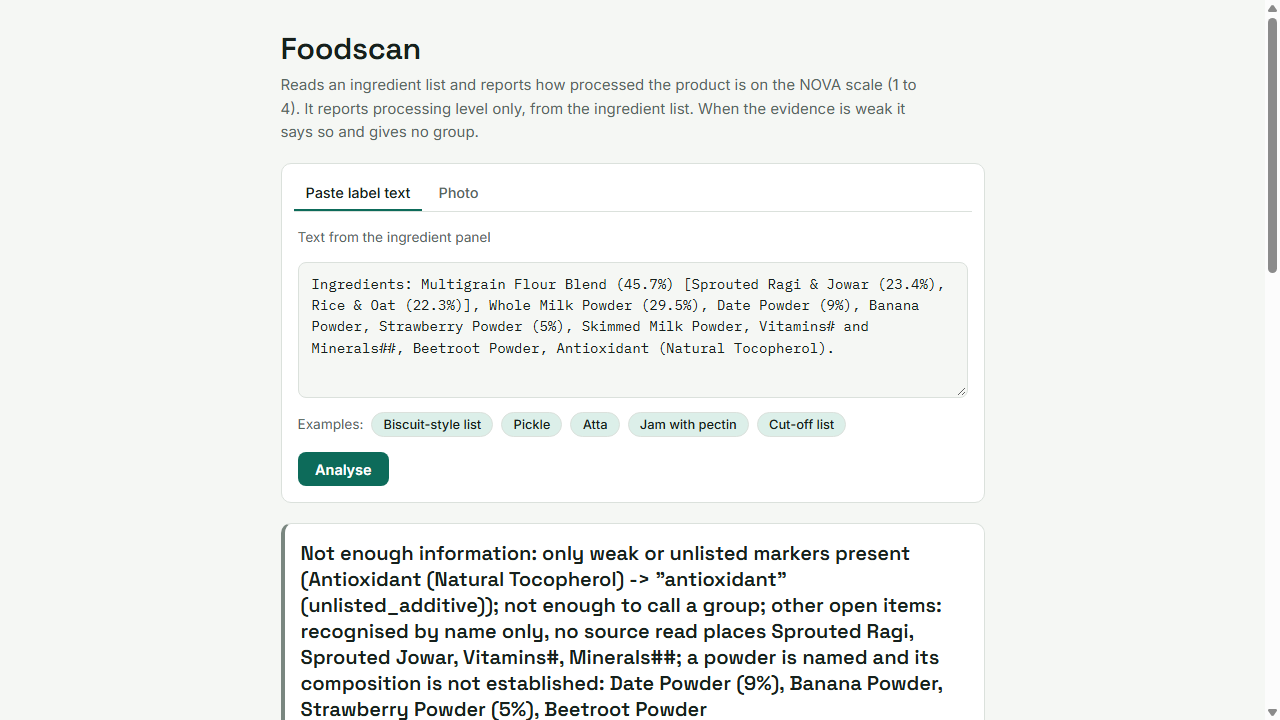 Foodscan
Reads an ingredient list and reports how processed the product is on the NOVA scale (1 to
4). It reports processing level only, from the ingredient list. When the evidence is weak it
says so and gives no group.
Paste label text
Photo
Text from the ingredient panel
Ingredients: Multigrain Flour Blend (45.7%) [Sprouted Ragi & Jowar (23.4%),
Rice & Oat (22.3%)], Whole Milk Powder (29.5%), Date Powder (9%), Banana
Powder, Strawberry Powder (5%), Skimmed Milk Powder, Vitamins# and
Minerals##, Beetroot Powder, Antioxidant (Natural Tocopherol).
Examples: Biscuit-style list Pickle Atta Jam with pectin Cut-off list
Analyse
Not enough information: only weak or unlisted markers present
(Antioxidant (Natural Tocopherol) -> "antioxidant"
(unlisted_additive)); not enough to call a group; other open items:
recognised by name only, no source read places Sprouted Ragi,
Sprouted Jowar, Vitamins#, Minerals##; a powder is named and its
composition is not established: Date Powder (9%), Banana Powder,
Strawberry Powder (5%), Beetroot Powder